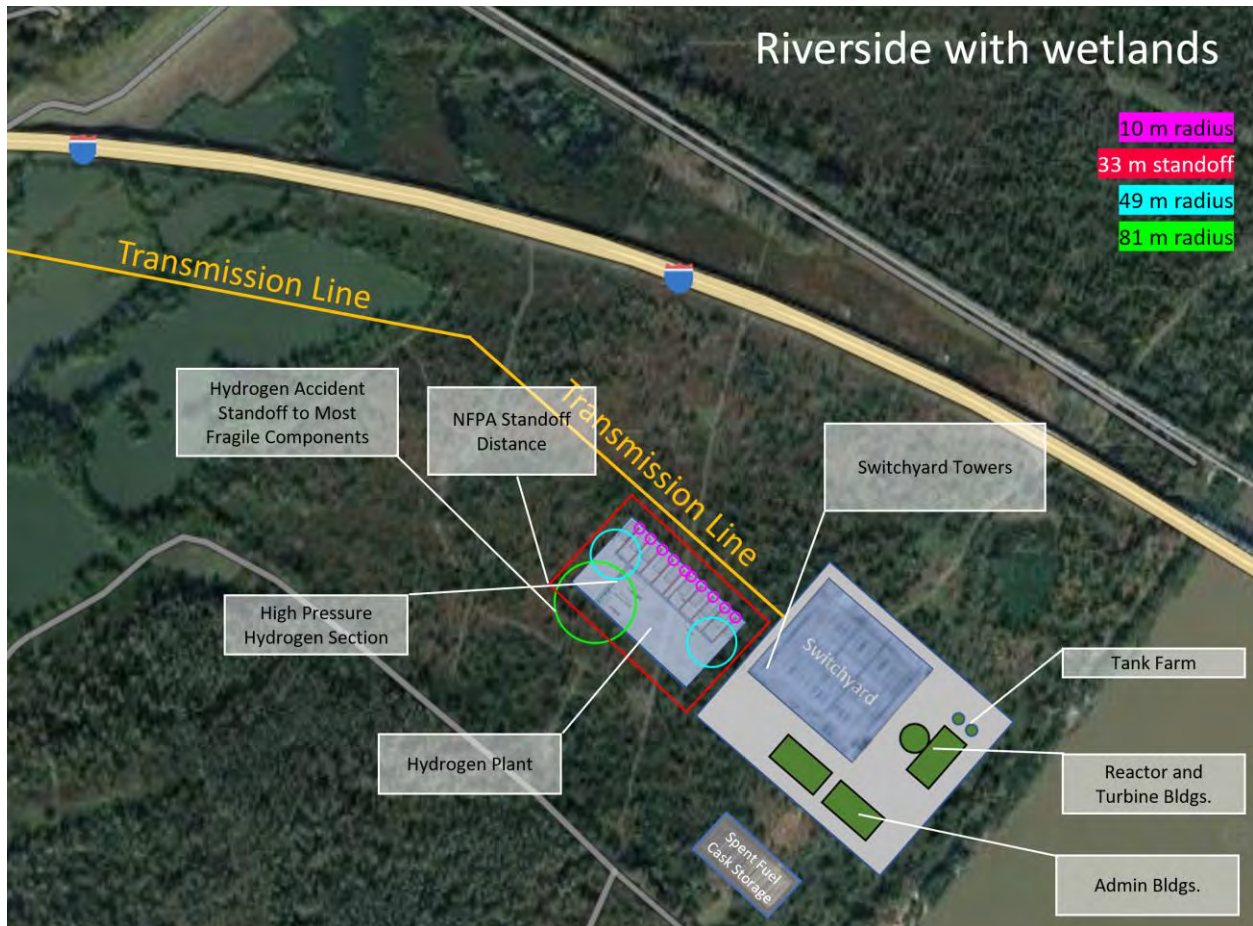 Riverside with wetlands
10 m radius
33 m standoff
49 m radius
81 m radius
Transmission Line
Transmission Line
Hydrogen Accident
Standoff to Most
Fragile Components
NFPA Standoff
Distance
Switchyard Towers
High Pressure
Hydrogen Section
Switchyard
Tank Farm
Hydrogen Plant
Reactor and
Turbine Bldgs.
Spent Fuel
Cask Storage
Admin Bldgs.